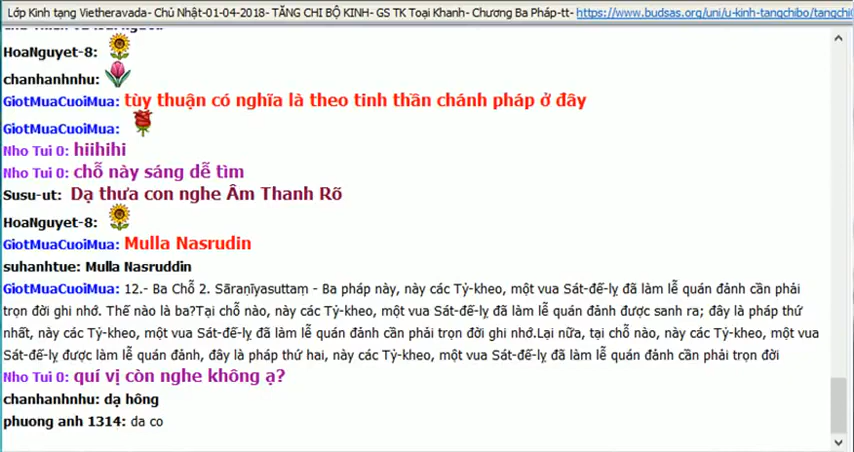 Lớp Kinh tạng Vietheravada- Chủ Nhật-01-04-2018- TĂNG CHI BỘ KINH- GS TK Toại Khanh- Chương Ba Pháp-tt- https://www.budsas.org/uni/u-kinh-tangchibo/tangchi0
HoaNguyet-8:
chanhanhnhu:
GiotMuaCuoiMua: tùy thuận có nghĩa là theo tinh thần chánh pháp ở đây
GiotMuaCuoiMua:
Nho Tui 0: hiihihi
Nho Tui 0: chỗ này sáng dễ tìm
Susu-ut: Dạ thưa con nghe Âm Thanh Rõ
HoaNguyet-8:
GiotMuaCuoiMua: Mulla Nasrudin
suhanhtue: Mulla Nasruddin
GiotMuaCuoiMua: 12.- Ba Chỗ 2. Sāraṇīyasuttaṃ - Ba pháp này, này các Tỷ-kheo, một vua Sát-đế-lỵ đã làm lễ quán đảnh cần phải
trọn đời ghi nhớ. Thế nào là ba?Tại chỗ nào, này các Tỷ-kheo, một vua Sát-đế-lỵ đã làm lễ quán đảnh được sanh ra; đây là pháp thứ
nhất, này các Tỷ-kheo, một vua Sát-đế-lỵ đã làm lễ quán đảnh cần phải trọn đời ghi nhớ.Lại nữa, tại chỗ nào, này các Tỷ-kheo, một vua
Sát-đế-lỵ được làm lễ quán đảnh, đây là pháp thứ hai, này các Tỷ-kheo, một vua Sát-đế-lỵ đã làm lễ quán đảnh cần phải trọn đời
Nho Tui 0: quí vị còn nghe không ạ?
chanhanhnhu: dạ hông
phuong anh 1314: da co